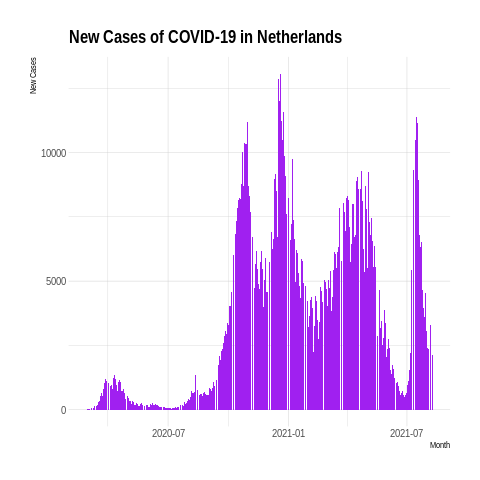 New Cases of COVID-19 in Netherlands
New Cases
10000
5000
0
2020-07
2021-01
2021-07
Month